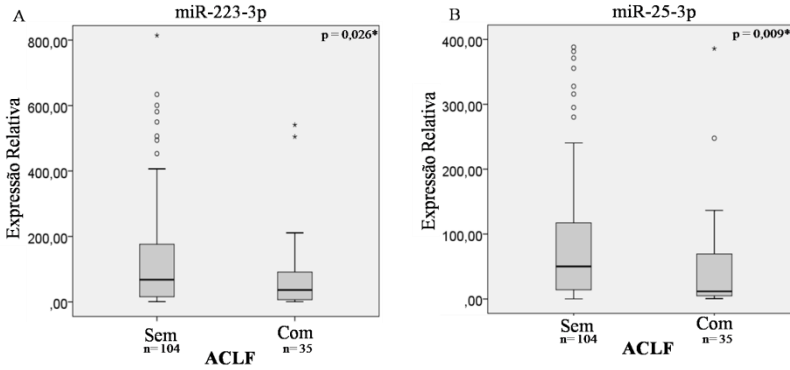 A
miR-223-3p
p = 0,026*
Expressão Relativa
800,00
600,00
400,00
200,00
,00
Sem
n= 104
Com
n= 35
ACLF
B
miR-25-3p
p = 0,009*
Expressão Relativa
400,00
300,00
200,00
100,00
,00
Sem
n= 104
Com
n= 35
ACLF